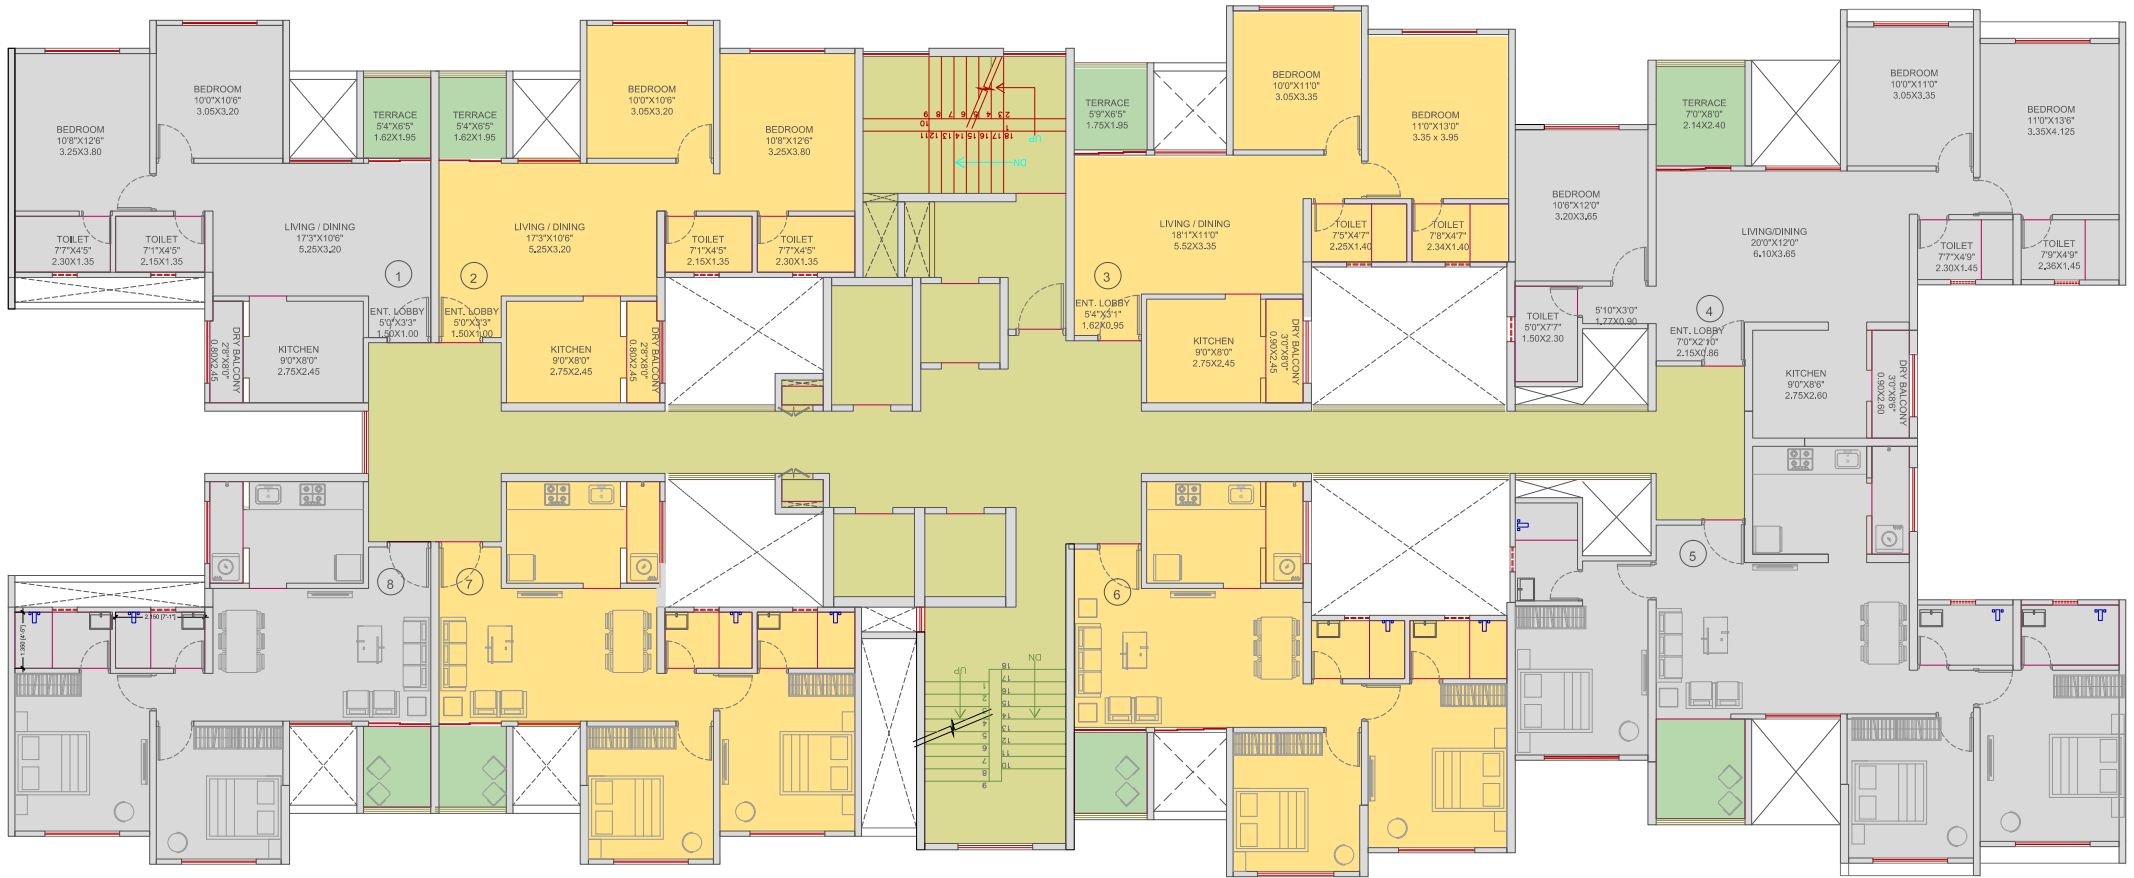 BEDROOM
10'8"X12'6"
3.25X3.80
BEDROOM
10'0"X10'6"
3.05X3.20
TERRACE
5'4"X6'5"
1.62X1.95
TOILET
7'7"X4'5"
2.30X1.35
TOILET
7'1"X4'5"
2.15X1.35
LIVING / DINING
17'3"X10'6"
5.25X3.20
1
ENT. LOBBY
5'0"X3'3"
1.50X1.00
DRY BALCONY
2'8"X8'0"
0.80X2.45
KITCHEN
9'0"X8'0"
2.75X2.45
TERRACE
5'4"X6'5"
1.62X1.95
BEDROOM
10'0"X10'6"
3.05X3.20
BEDROOM
10'8"X12'6"
3.25X3.80
LIVING / DINING
17'3"X10'6"
5.25X3.20
2
TOILET
7'1"X4'5"
2.15X1.35
TOILET
7'7"X4'5"
2.30X1.35
ENT. LOBBY
5'0"X3'3"
1.50X1.00
KITCHEN
9'0"X8'0"
2.75X2.45
DRY BALCONY
2'8"X8'0"
0.80X2.45
UP
DN
TERRACE
5'9"X6'5"
1.75X1.95
BEDROOM
10'0"X11'0"
3.05X3.35
BEDROOM
11'0"X13'0"
3.35 x 3.95
LIVING / DINING
18'1"X11'0"
5.52X3.35
3
TOILET
7'5"X4'7"
2.25X1.40
TOILET
7'8"X4'7"
2.34X1.40
ENT. LOBBY
5'4"X3'1"
1.62X0.95
KITCHEN
9'0"X8'0"
2.75X2.45
DRY BALCONY
3'0"X8'0"
0.90X2.45
BEDROOM
10'6"X12'0"
3.20X3.65
TERRACE
7'0"X8'0"
2.14X2.40
BEDROOM
10'0"X11'0"
3.05X3.35
BEDROOM
11'0"X13'6"
3.35X4.125
LIVING/DINING
20'0"X12'0"
6.10X3.65
TOILET
7'7"X4'9"
2.30X1.45
TOILET
7'9"X4'9"
2.36X1.45
TOILET
5'0"X7'7"
1.50X2.30
5'10"X3'0"
1.77X0.90
4
ENT. LOBBY
7'0"X2'10"
2.15X0.86
KITCHEN
9'0"X8'6"
2.75X2.60
DRY BALCONY
3'0"X8'6"
0.90X2.60
8
7
6
5
1.350 [4'-5"]
2.150 [7'-1"]
UP
DN